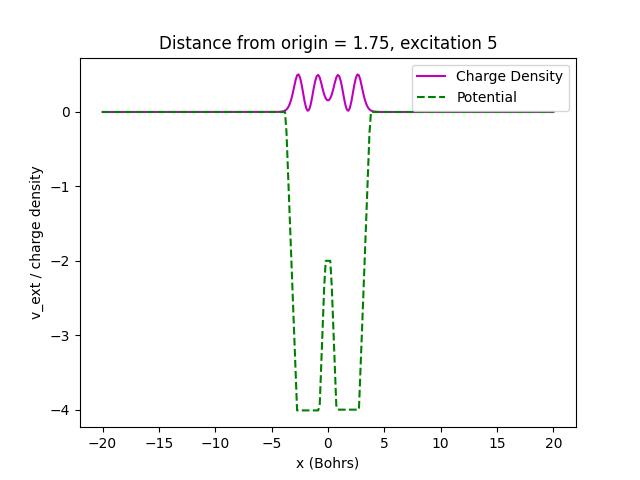 Distance from origin = 1.75, excitation 5
Charge Density
Potential
v_ext / charge density
0
−1
−2
−3
−4
−20 −15 −10 −5 0 5 10 15 20
x (Bohrs)